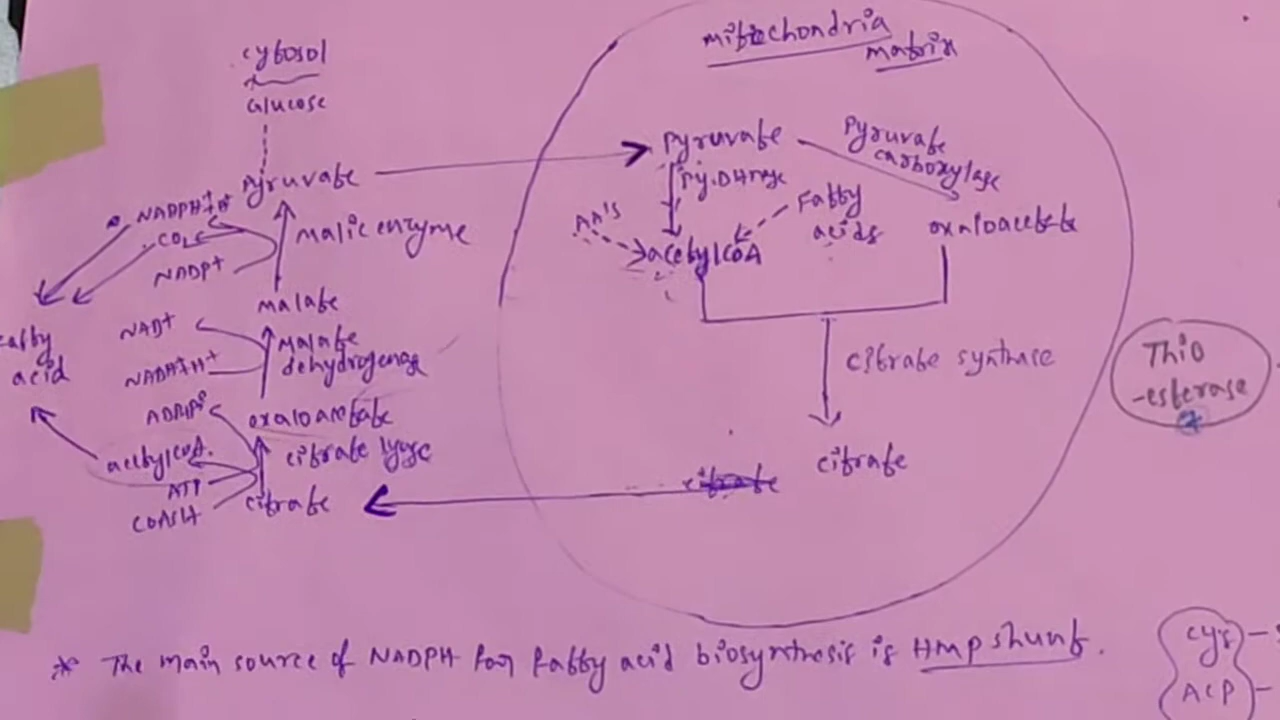 cytosol
Glucose
pyruvate
NADPH+H+
CO2
NADP+
malic enzyme
malate
NAD+
NADH+H+
malate
dehydrogenase
Fatty
acid
ADP+Pi
oxaloacetate
acetylCoA
citrate lyase
ATP
COASH
citrate
mitochondria
matrix
pyruvate
pyruvate
carboxylase
Py.DHnase
AA'S
Fatty
acids
acetylCoA
oxaloacetate
citrate synthase
citrate
citrate
Thio
-esterase
* The main source of NADPH for fatty acid biosynthesis is HMP shunt.
cys
ACP